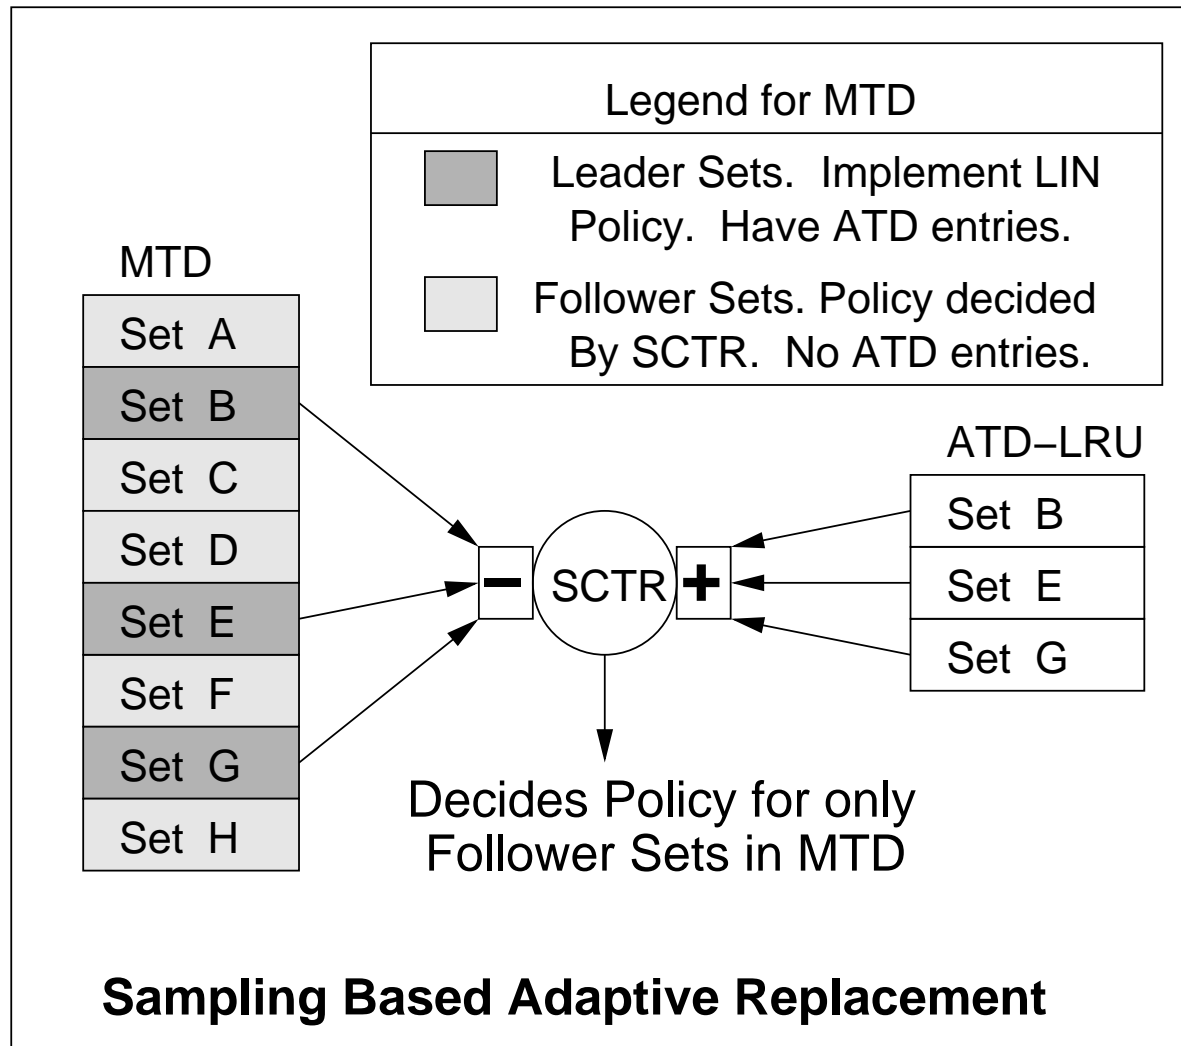 Legend for MTD
Leader Sets. Implement LIN
Policy. Have ATD entries.
Follower Sets. Policy decided
By SCTR. No ATD entries.
MTD
Set A
Set B
Set C
Set D
Set E
Set F
Set G
Set H
−
SCTR
+
ATD−LRU
Set B
Set E
Set G
Decides Policy for only
Follower Sets in MTD
Sampling Based Adaptive Replacement